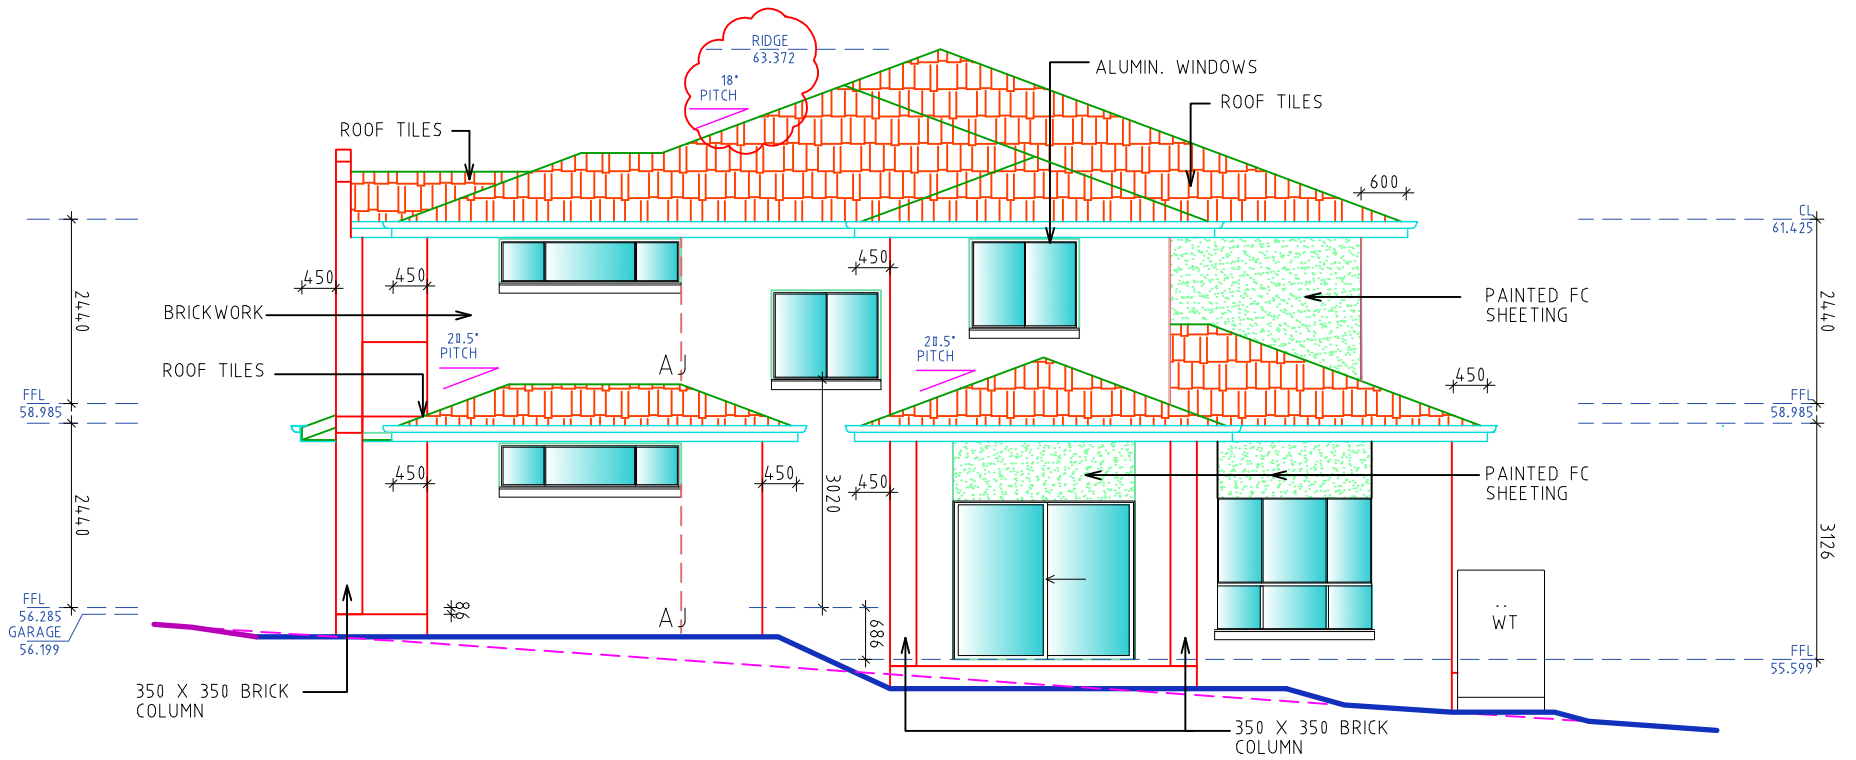 RIDGE
63.372
18°
PITCH
ALUMIN. WINDOWS
ROOF TILES
ROOF TILES
600
CL
61.425
450
450
450
2440
2440
BRICKWORK
PAINTED FC
SHEETING
20.5°
PITCH
20.5°
PITCH
AJ
ROOF TILES
450
FFL
58.985
FFL
58.985
450
450
450
3020
PAINTED FC
SHEETING
2440
3126
FFL
56.285
GARAGE
56.199
98
AJ
686
WT
FFL
55.599
350 X 350 BRICK
COLUMN
350 X 350 BRICK
COLUMN